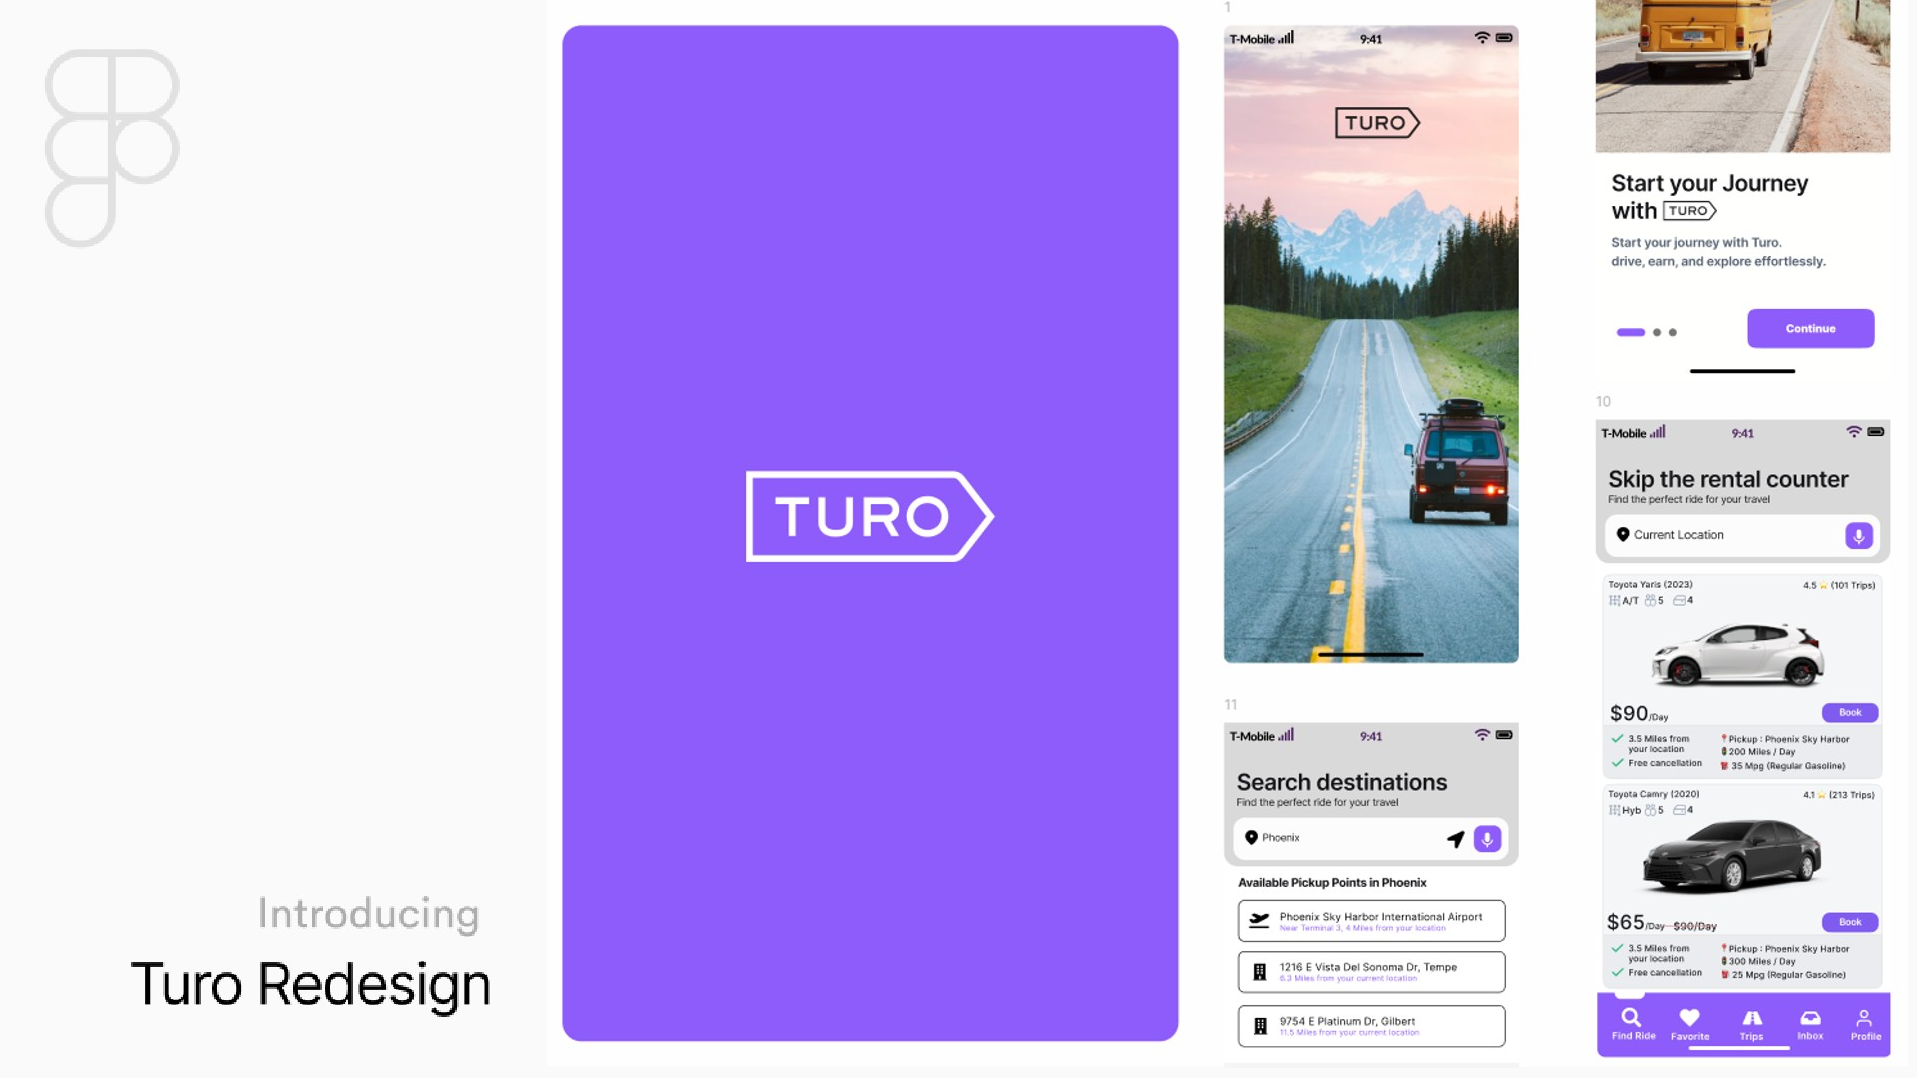 Introducing
Turo Redesign
TURO
1
T-Mobile
9:41
TURO
11
T-Mobile
9:41
Search destinations
Find the perfect ride for your travel
Phoenix
Available Pickup Points in Phoenix
Phoenix Sky Harbor International Airport
Near Terminal 3, 4 Miles from your location
1216 E Vista Del Sonoma Dr, Tempe
6.3 Miles from your current location
9754 E Platinum Dr, Gilbert
11.5 Miles from your current location
Start your Journey
with TURO
Start your journey with Turo.
drive, earn, and explore effortlessly.
Continue
10
T-Mobile
9:41
Skip the rental counter
Find the perfect ride for your travel
Current Location
Toyota Yaris (2023)
4.5 ⭐ (101 Trips)
A/T 5 4
$90/Day
Book
3.5 Miles from
your location
Free cancellation
📍Pickup : Phoenix Sky Harbor
200 Miles / Day
35 Mpg (Regular Gasoline)
Toyota Camry (2020)
4.1 ⭐ (213 Trips)
Hyb 5 4
$65/Day $90/Day
Book
3.5 Miles from
your location
Free cancellation
📍Pickup : Phoenix Sky Harbor
300 Miles / Day
25 Mpg (Regular Gasoline)
Find Ride
Favorite
Trips
Inbox
Profile